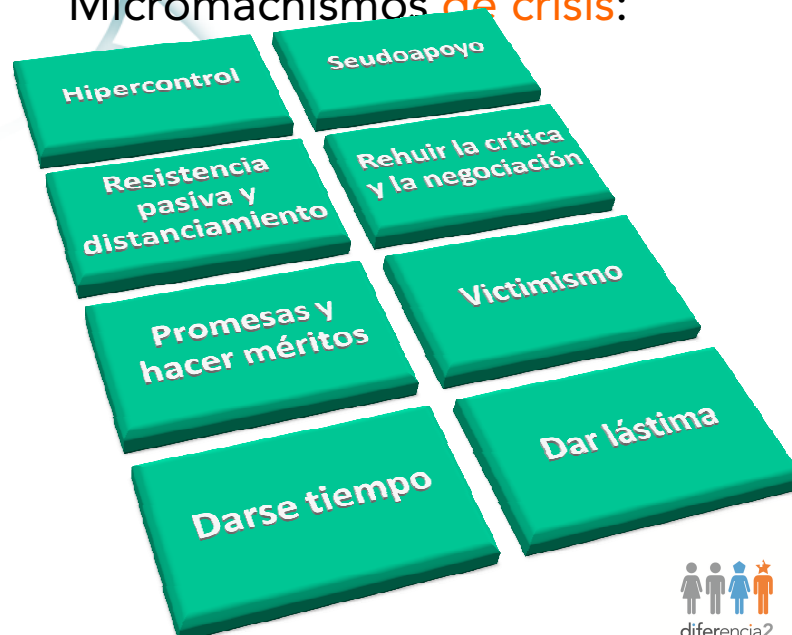 Micromachismos de crisis:
Hipercontrol
Seudoapoyo
Resistencia
pasiva y
distanciamiento
Rehuir la crítica
y la negociación
Promesas y
hacer méritos
Victimismo
Darse tiempo
Dar lástima
diferencia2